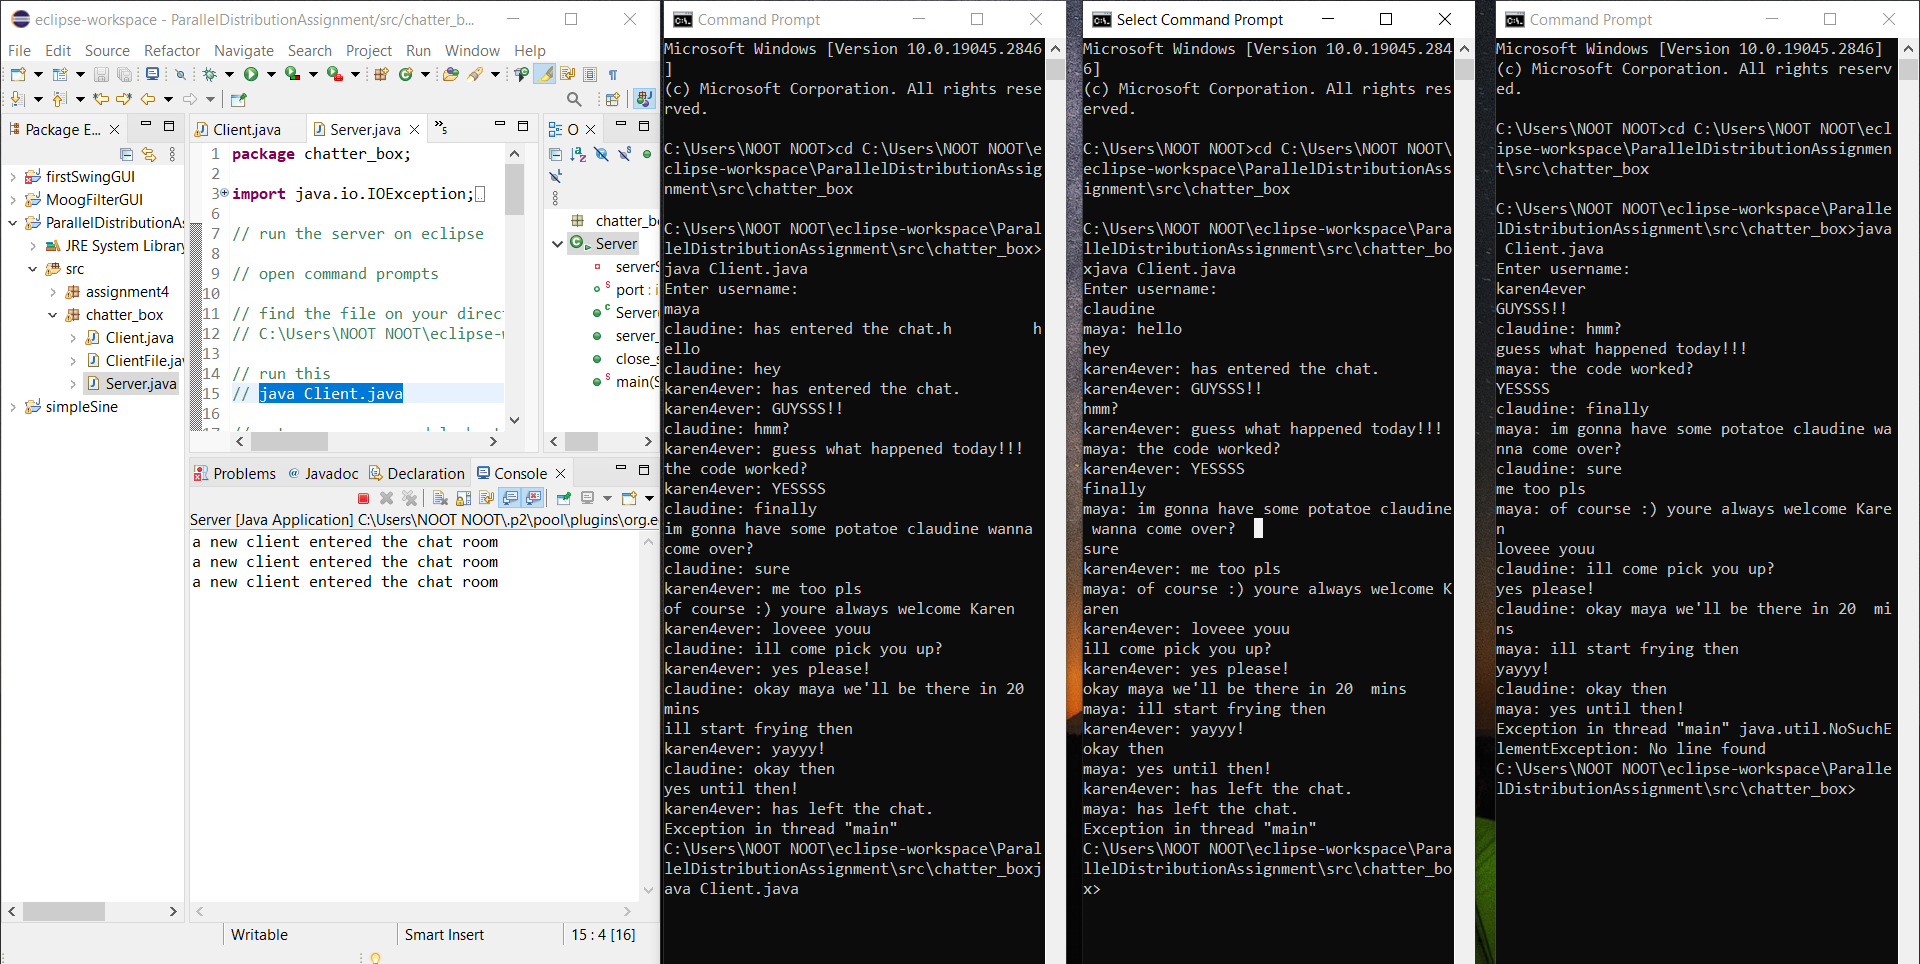 eclipse-workspace - ParallelDistributionAssignment/src/chatter_b...
File Edit Source Refactor Navigate Search Project Run Window Help
Package E...
firstSwingGUI
MoogFilterGUI
ParallelDistributionAs
JRE System Library
src
assignment4
chatter_box
Client.java
ClientFile.jav
Server.java
simpleSine
Client.java
Server.java
»5
1 package chatter_box;
2
3 import java.io.IOException;
6
7 // run the server on eclipse
8
9 // open command prompts
10
11 // find the file on your direc
12 // C:\Users\NOOT NOOT\eclipse-w
13
14 // run this
15 // java Client.java
16
O
chatter_bo
Server
serverS
port : i
Server(
server_
close_s
main(S
Problems @ Javadoc Declaration Console
Server [Java Application] C:\Users\NOOT NOOT\.p2\pool\plugins\org.e
a new client entered the chat room
a new client entered the chat room
a new client entered the chat room
Writable Smart Insert 15 : 4 [16]
Command Prompt
Microsoft Windows [Version 10.0.19045.2846
]
(c) Microsoft Corporation. All rights rese
rved.
C:\Users\NOOT NOOT>cd C:\Users\NOOT NOOT\e
clipse-workspace\ParallelDistributionAssig
nment\src\chatter_box
C:\Users\NOOT NOOT\eclipse-workspace\Paral
lelDistributionAssignment\src\chatter_box>
java Client.java
Enter username:
maya
claudine: has entered the chat.h h
ello
claudine: hey
karen4ever: has entered the chat.
karen4ever: GUYSSS!!
claudine: hmm?
karen4ever: guess what happened today!!!
the code worked?
karen4ever: YESSSS
claudine: finally
im gonna have some potatoe claudine wanna
come over?
claudine: sure
karen4ever: me too pls
of course :) youre always welcome Karen
karen4ever: loveee youu
claudine: ill come pick you up?
karen4ever: yes please!
claudine: okay maya we'll be there in 20
mins
ill start frying then
karen4ever: yayyy!
claudine: okay then
yes until then!
karen4ever: has left the chat.
Exception in thread "main"
C:\Users\NOOT NOOT\eclipse-workspace\Paral
lelDistributionAssignment\src\chatter_boxj
ava Client.java
Select Command Prompt
Microsoft Windows [Version 10.0.19045.284
6]
(c) Microsoft Corporation. All rights res
erved.
C:\Users\NOOT NOOT>cd C:\Users\NOOT NOOT\
eclipse-workspace\ParallelDistributionAss
ignment\src\chatter_box
C:\Users\NOOT NOOT\eclipse-workspace\Para
llelDistributionAssignment\src\chatter_bo
xjava Client.java
Enter username:
claudine
maya: hello
hey
karen4ever: has entered the chat.
karen4ever: GUYSSS!!
hmm?
karen4ever: guess what happened today!!!
maya: the code worked?
karen4ever: YESSSS
finally
maya: im gonna have some potatoe claudine
wanna come over?
sure
karen4ever: me too pls
maya: of course :) youre always welcome K
aren
karen4ever: loveee youu
ill come pick you up?
karen4ever: yes please!
okay maya we'll be there in 20  mins
maya: ill start frying then
karen4ever: yayyy!
okay then
maya: yes until then!
karen4ever: has left the chat.
maya: has left the chat.
Exception in thread "main"
C:\Users\NOOT NOOT\eclipse-workspace\Para
llelDistributionAssignment\src\chatter_bo
x>
Command Prompt
Microsoft Windows [Version 10.0.19045.2846]
(c) Microsoft Corporation. All rights reserv
ed.
C:\Users\NOOT NOOT>cd C:\Users\NOOT NOOT\ecl
ipse-workspace\ParallelDistributionAssignmen
t\src\chatter_box
C:\Users\NOOT NOOT\eclipse-workspace\Paralle
lDistributionAssignment\src\chatter_box>java
Client.java
Enter username:
karen4ever
GUYSSS!!
claudine: hmm?
guess what happened today!!!
maya: the code worked?
YESSSS
claudine: finally
maya: im gonna have some potatoe claudine wa
nna come over?
claudine: sure
me too pls
maya: of course :) youre always welcome Kare
n
loveee youu
claudine: ill come pick you up?
yes please!
claudine: okay maya we'll be there in 20  mi
ns
maya: ill start frying then
yayyy!
claudine: okay then
maya: yes until then!
Exception in thread "main" java.util.NoSuchE
lementException: No line found
C:\Users\NOOT NOOT\eclipse-workspace\Paralle
lDistributionAssignment\src\chatter_box>